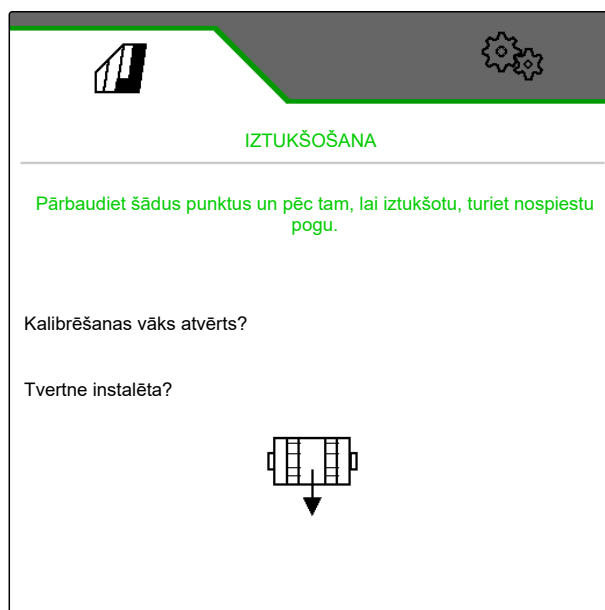 IZTUKŠOŠANA
Pārbaudiet šādus punktus un pēc tam, lai iztukšotu, turiet nospiestu
pogu.
Kalibrēšanas vāks atvērts?
Tvertne instalēta?